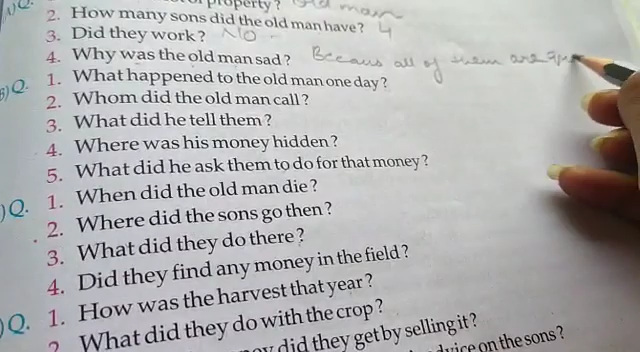 property? Old man
2. How many sons did the old man have? 4
3. Did they work? No
4. Why was the old man sad? Becaus all of them are
B) Q. 1. What happened to the old man one day?
2. Whom did the old man call?
3. What did he tell them?
4. Where was his money hidden?
5. What did he ask them to do for that money?
) Q. 1. When did the old man die?
2. Where did the sons go then?
3. What did they do there?
4. Did they find any money in the field?
) Q. 1. How was the harvest that year?
2. What did they do with the crop?
did they get by selling it?
on the sons?